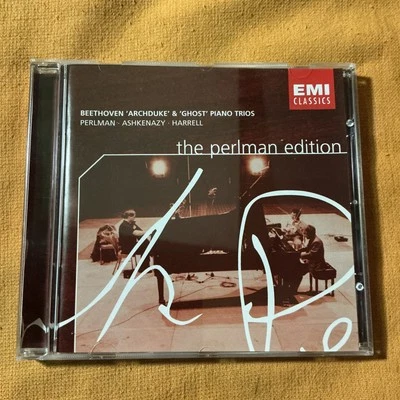 EMI
CLASSICS
BEETHOVEN 'ARCHDUKE' & 'GHOST' PIANO TRIOS
PERLMAN · ASHKENAZY · HARRELL
the perlman edition